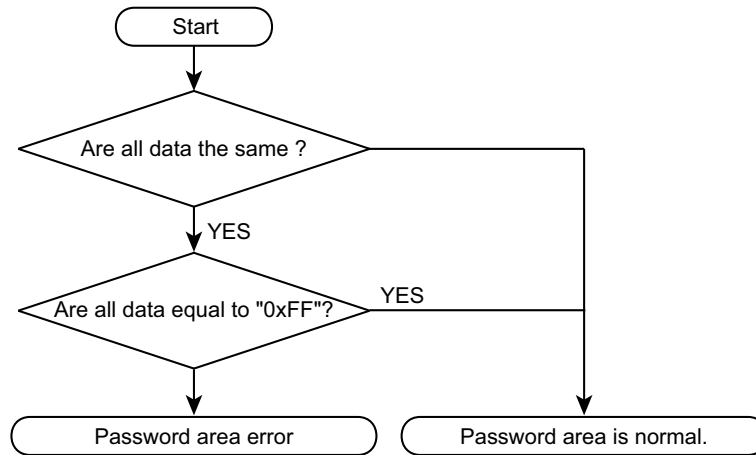 Start
Are all data the same ?
YES
Are all data equal to "0xFF"?
YES
Password area error
Password area is normal.